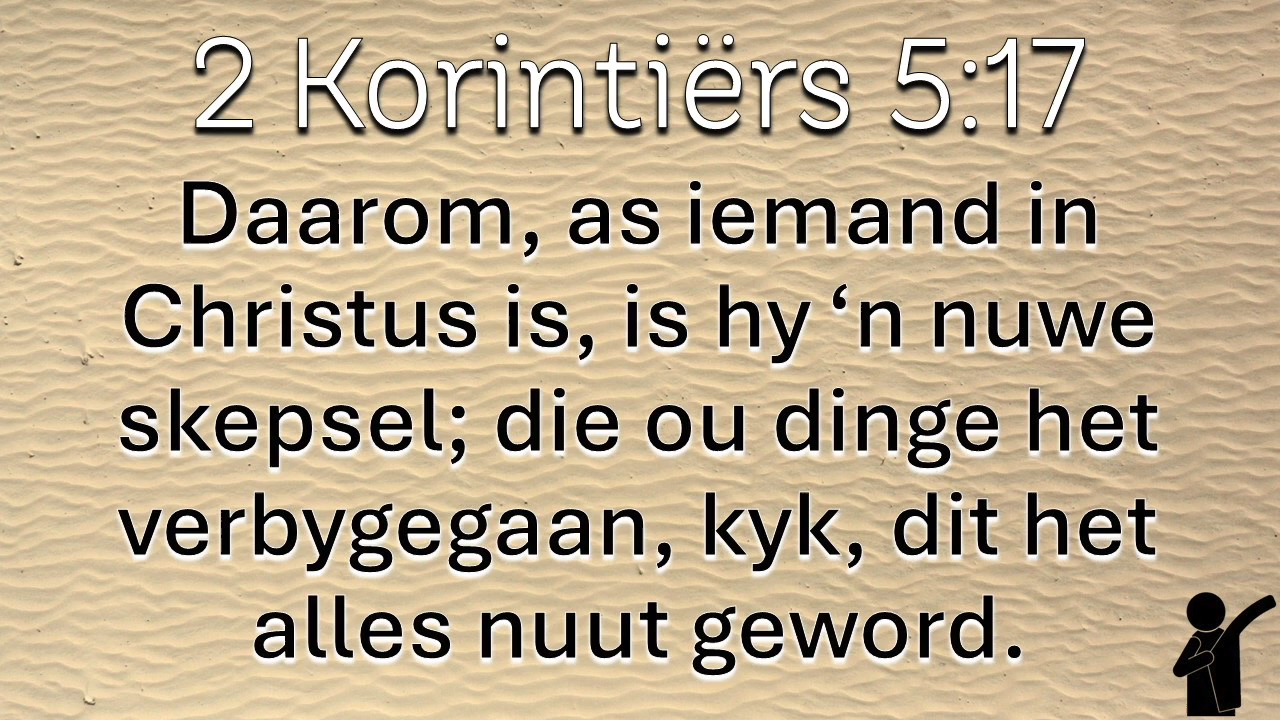 2 Korintiërs 5:17
Daarom, as iemand in
Christus is, is hy ‘n nuwe
skepsel; die ou dinge het
verbygegaan, kyk, dit het
alles nuut geword.